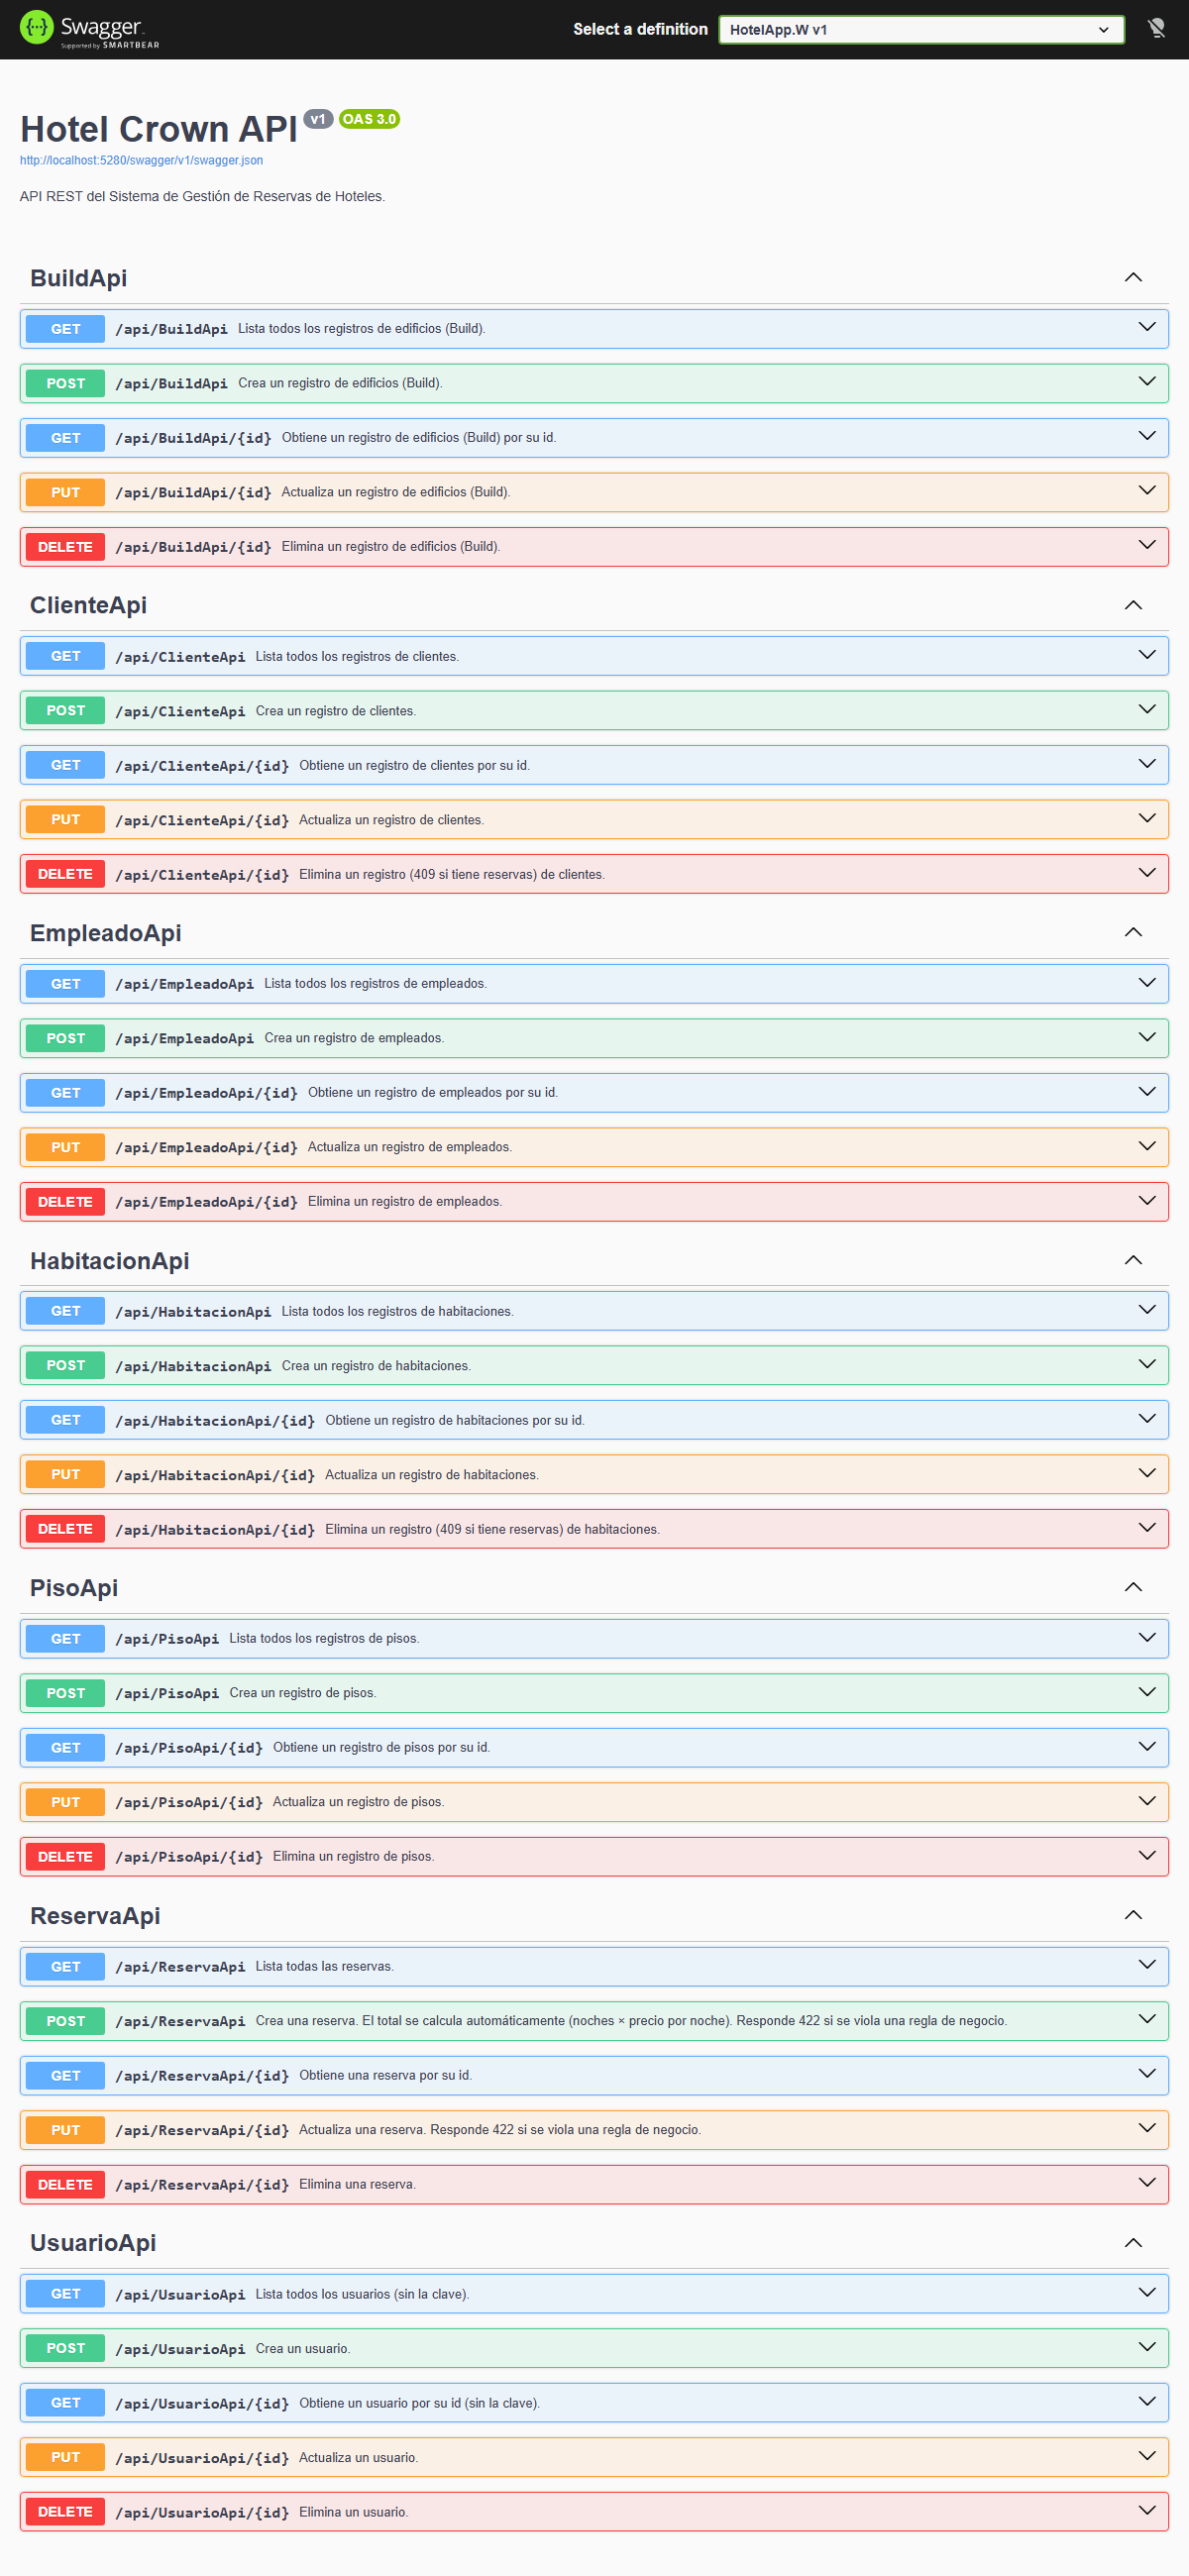 Swagger
Supported by SMARTBEAR
Select a definition
HotelApp.W v1
Hotel Crown API v1 OAS 3.0
http://localhost:5280/swagger/v1/swagger.json
API REST del Sistema de Gestión de Reservas de Hoteles.
BuildApi
GET /api/BuildApi Lista todos los registros de edificios (Build).
POST /api/BuildApi Crea un registro de edificios (Build).
GET /api/BuildApi/{id} Obtiene un registro de edificios (Build) por su id.
PUT /api/BuildApi/{id} Actualiza un registro de edificios (Build).
DELETE /api/BuildApi/{id} Elimina un registro de edificios (Build).
ClienteApi
GET /api/ClienteApi Lista todos los registros de clientes.
POST /api/ClienteApi Crea un registro de clientes.
GET /api/ClienteApi/{id} Obtiene un registro de clientes por su id.
PUT /api/ClienteApi/{id} Actualiza un registro de clientes.
DELETE /api/ClienteApi/{id} Elimina un registro (409 si tiene reservas) de clientes.
EmpleadoApi
GET /api/EmpleadoApi Lista todos los registros de empleados.
POST /api/EmpleadoApi Crea un registro de empleados.
GET /api/EmpleadoApi/{id} Obtiene un registro de empleados por su id.
PUT /api/EmpleadoApi/{id} Actualiza un registro de empleados.
DELETE /api/EmpleadoApi/{id} Elimina un registro de empleados.
HabitacionApi
GET /api/HabitacionApi Lista todos los registros de habitaciones.
POST /api/HabitacionApi Crea un registro de habitaciones.
GET /api/HabitacionApi/{id} Obtiene un registro de habitaciones por su id.
PUT /api/HabitacionApi/{id} Actualiza un registro de habitaciones.
DELETE /api/HabitacionApi/{id} Elimina un registro (409 si tiene reservas) de habitaciones.
PisoApi
GET /api/PisoApi Lista todos los registros de pisos.
POST /api/PisoApi Crea un registro de pisos.
GET /api/PisoApi/{id} Obtiene un registro de pisos por su id.
PUT /api/PisoApi/{id} Actualiza un registro de pisos.
DELETE /api/PisoApi/{id} Elimina un registro de pisos.
ReservaApi
GET /api/ReservaApi Lista todas las reservas.
POST /api/ReservaApi Crea una reserva. El total se calcula automáticamente (noches × precio por noche). Responde 422 si se viola una regla de negocio.
GET /api/ReservaApi/{id} Obtiene una reserva por su id.
PUT /api/ReservaApi/{id} Actualiza una reserva. Responde 422 si se viola una regla de negocio.
DELETE /api/ReservaApi/{id} Elimina una reserva.
UsuarioApi
GET /api/UsuarioApi Lista todos los usuarios (sin la clave).
POST /api/UsuarioApi Crea un usuario.
GET /api/UsuarioApi/{id} Obtiene un usuario por su id (sin la clave).
PUT /api/UsuarioApi/{id} Actualiza un usuario.
DELETE /api/UsuarioApi/{id} Elimina un usuario.